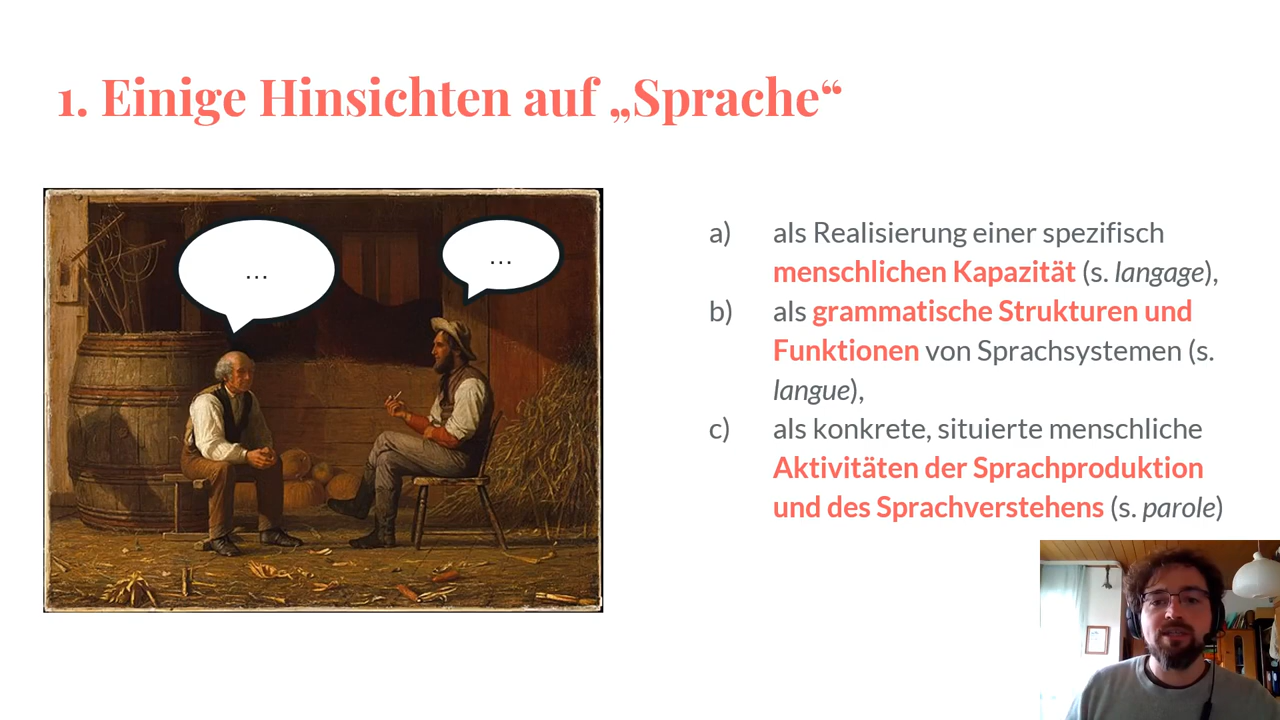 1. Einige Hinsichten auf „Sprache“
...
...
a) als Realisierung einer spezifisch
menschlichen Kapazität (s. langage),
b) als grammatische Strukturen und
Funktionen von Sprachsystemen (s.
langue),
c) als konkrete, situierte menschliche
Aktivitäten der Sprachproduktion
und des Sprachverstehens (s. parole)